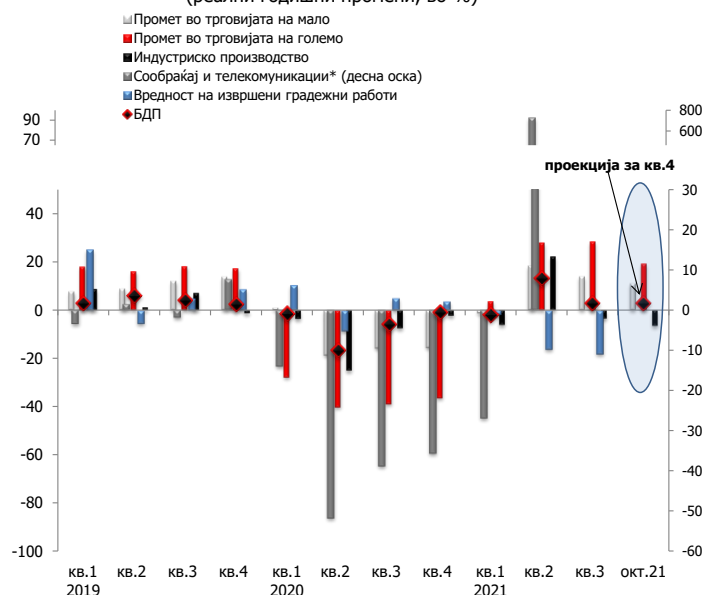 (реални годишни промени, во %)
Промет во трговијата на мало
Промет во трговијата на големо
Индустриско производство
Сообраќај и телекомуникации* (десна оска)
Вредност на извршени градежни работи
БДП
90
70
40
20
0
-20
-40
-60
-80
-100
800
600
30
20
10
0
-10
-20
-30
-40
-50
-60
проекција за кв.4
кв.1 кв.2 кв.3 кв.4 кв.1 кв.2 кв.3 кв.4 кв.1 кв.2 кв.3 окт.21
2019 2020 2021